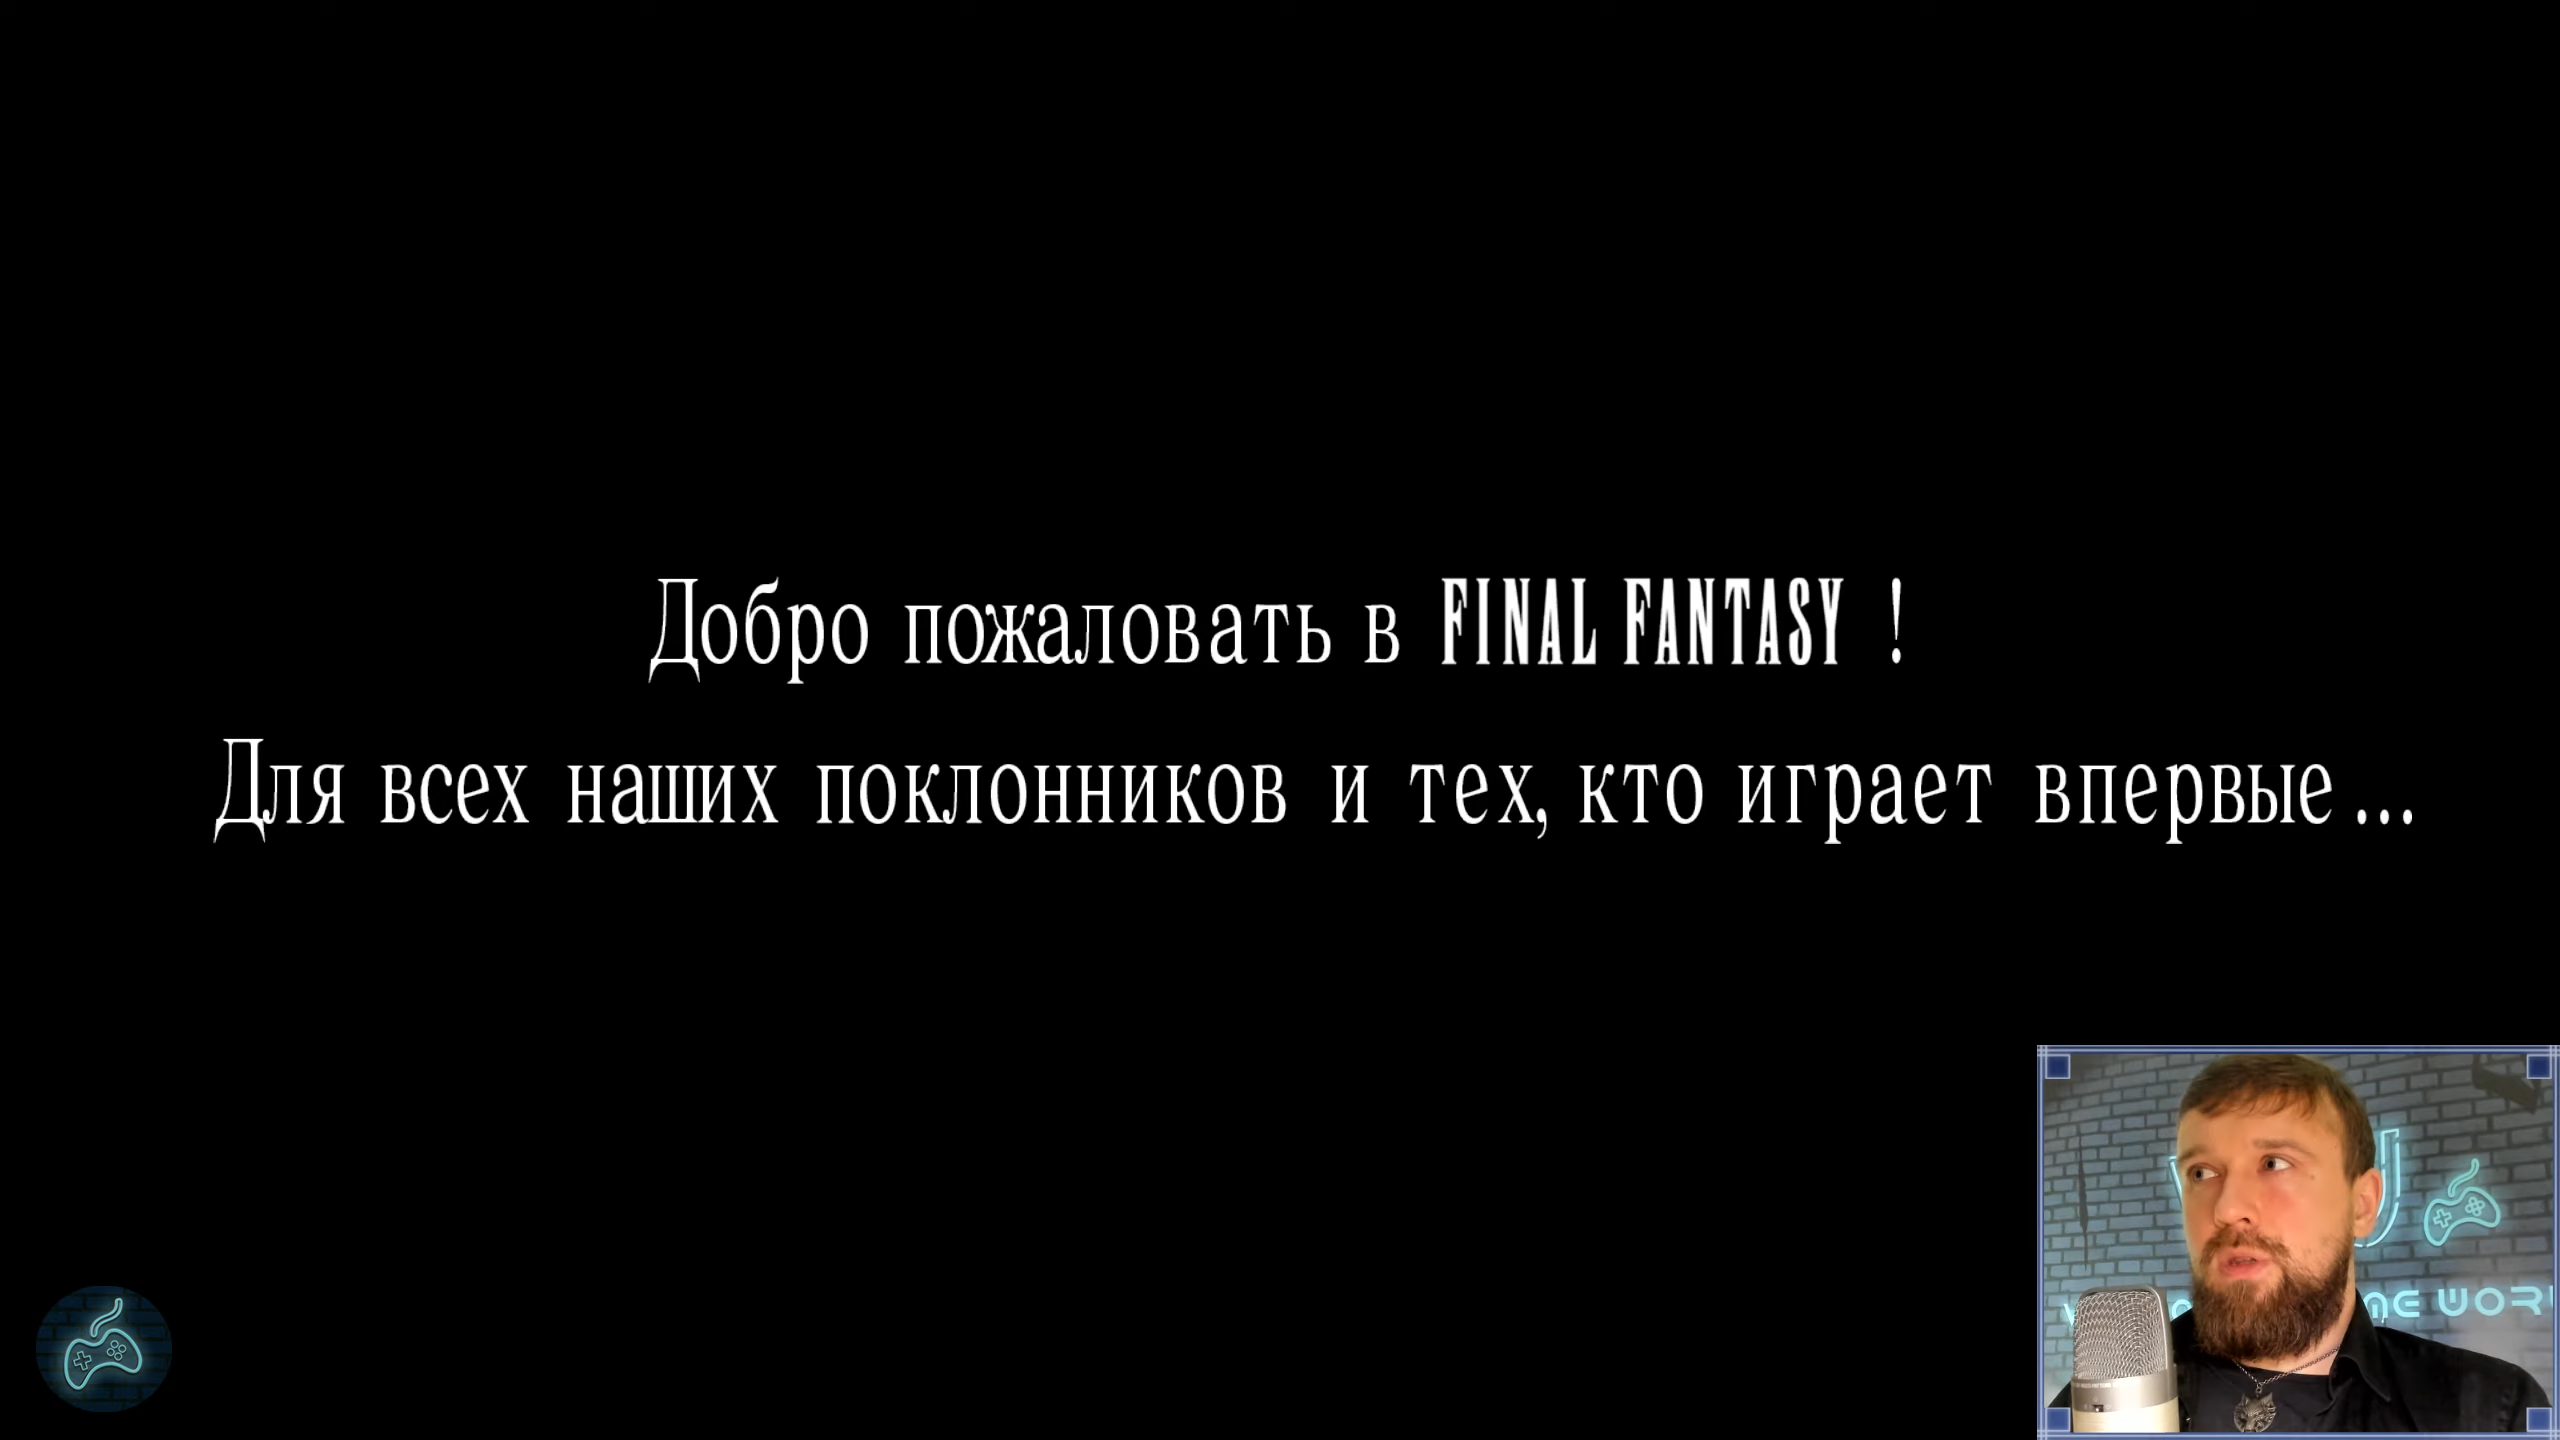 Добро пожаловать в FINAL FANTASY !
Для всех наших поклонников и тех, кто играет впервые...